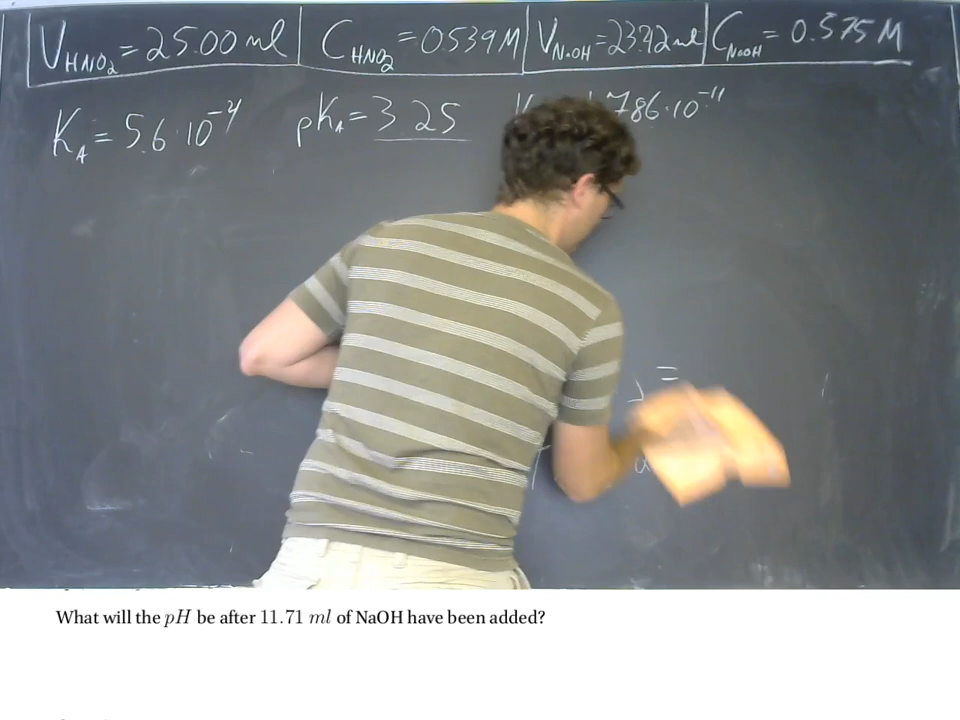 V_HNO₂ = 25.00 ml | C_HNO₂ = 0.539 M | V_NaOH = 23.42 ml | C_NaOH = 0.575 M
K_A = 5.6·10⁻⁴ pK_A = 3.25 786·10⁻¹¹
=
What will the pH be after 11.71 ml of NaOH have been added?